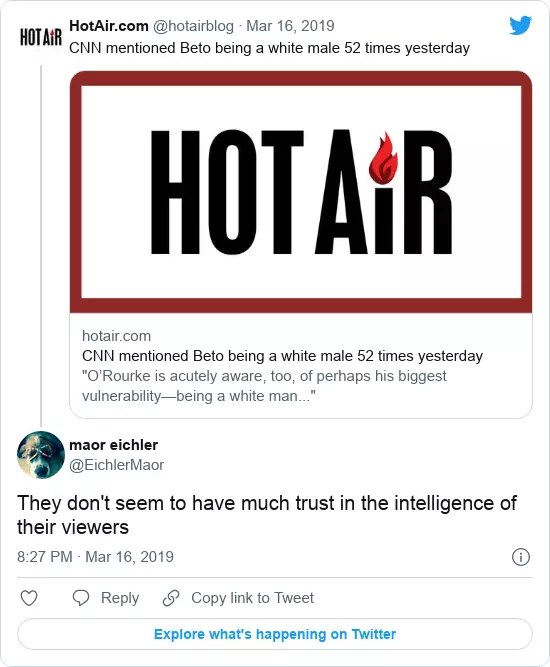 HOT AiR HotAir.com @hotairblog · Mar 16, 2019
CNN mentioned Beto being a white male 52 times yesterday
HOT AiR
hotair.com
CNN mentioned Beto being a white male 52 times yesterday
"O’Rourke is acutely aware, too, of perhaps his biggest
vulnerability—being a white man..."
maor eichler
@EichlerMaor
They don't seem to have much trust in the intelligence of
their viewers
8:27 PM · Mar 16, 2019
Reply Copy link to Tweet
Explore what's happening on Twitter